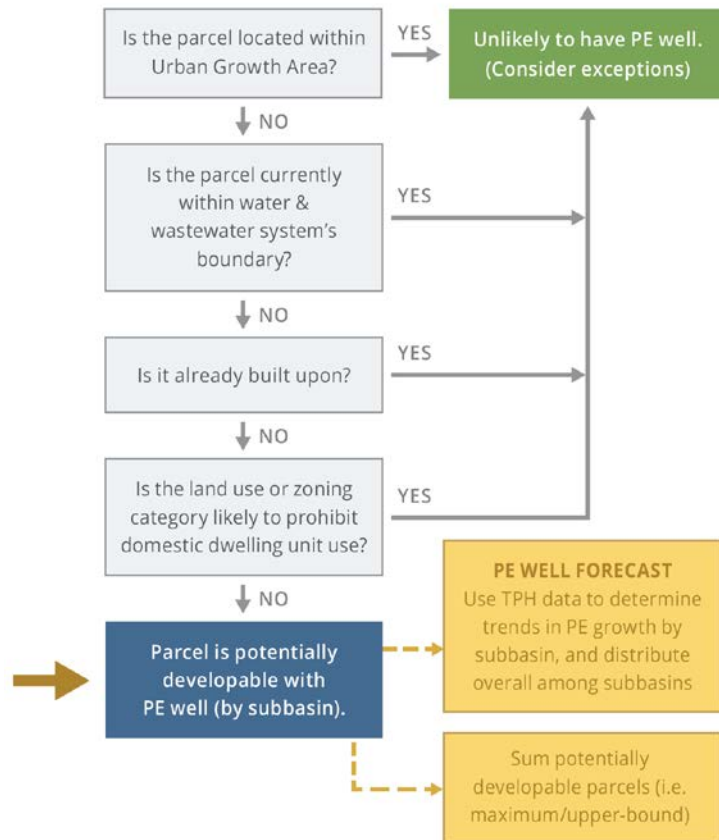 Is the parcel located within
Urban Growth Area?
YES
Unlikely to have PE well.
(Consider exceptions)
NO
Is the parcel currently
within water &
wastewater system's
boundary?
YES
NO
Is it already built upon?
YES
NO
Is the land use or zoning
category likely to prohibit
domestic dwelling unit use?
YES
NO
Parcel is potentially
developable with
PE well (by subbasin).
PE WELL FORECAST
Use TPH data to determine
trends in PE growth by
subbasin, and distribute
overall among subbasins
Sum potentially
developable parcels (i.e.
maximum/upper-bound)